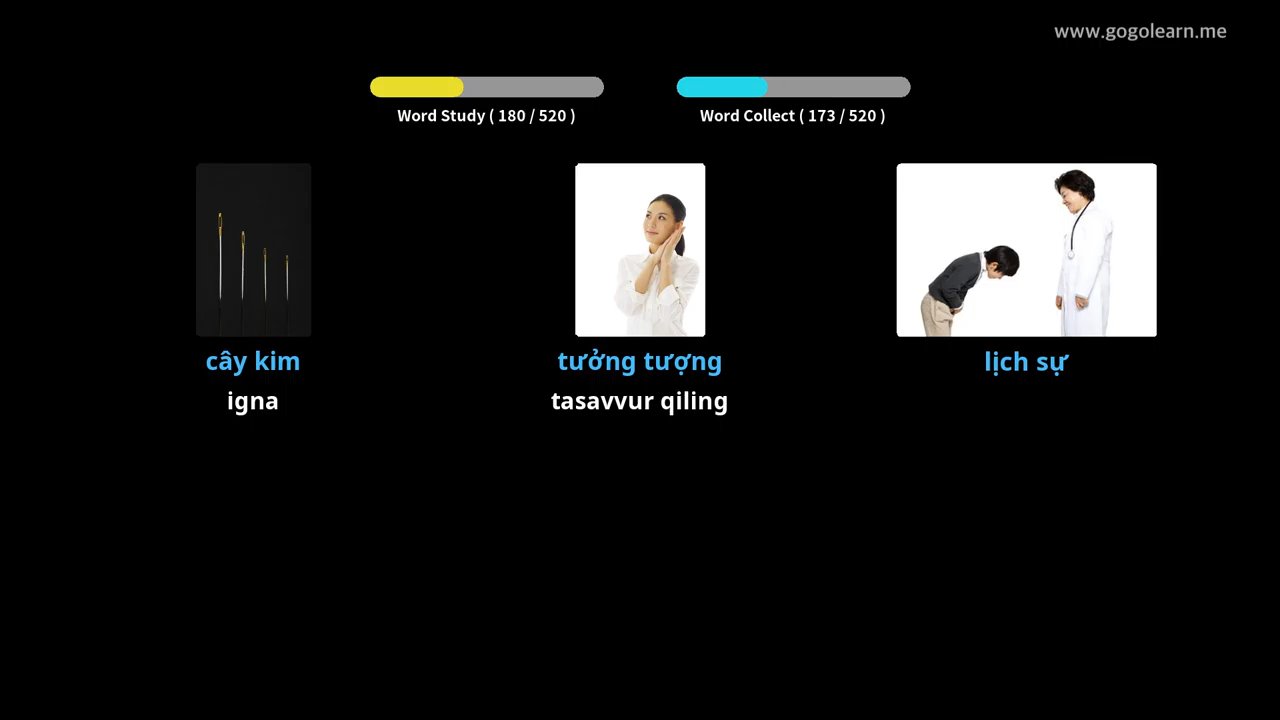 www.gogolearn.me
Word Study ( 180 / 520 )
Word Collect ( 173 / 520 )
cây kim
igna
tưởng tượng
tasavvur qiling
lịch sự